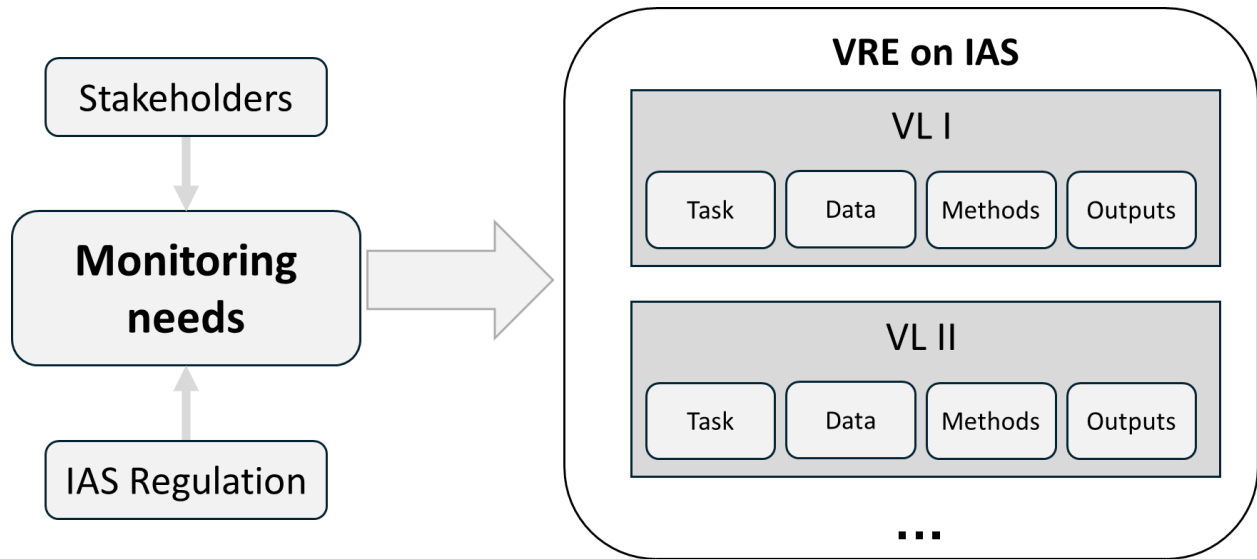 Stakeholders
Monitoring
needs
IAS Regulation
VRE on IAS
VL I
Task Data Methods Outputs
VL II
Task Data Methods Outputs
...